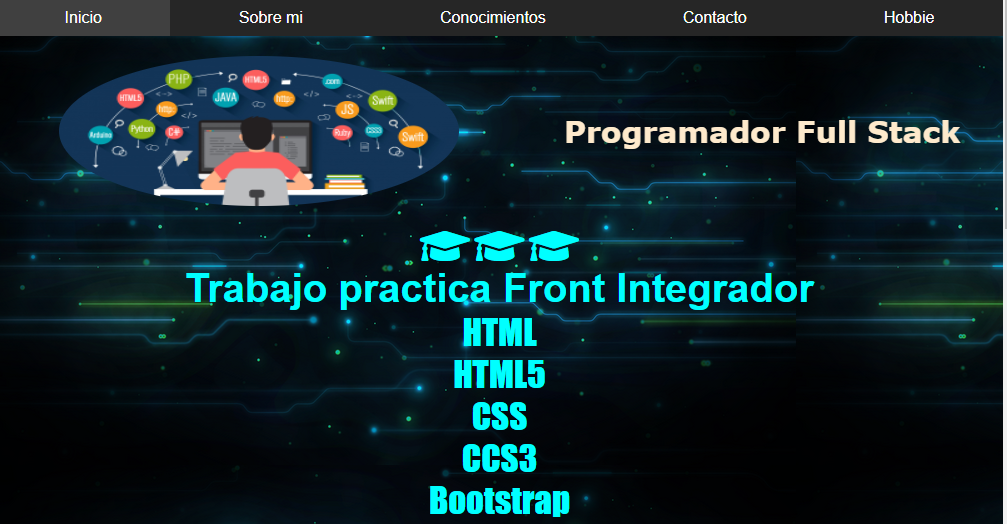 Inicio Sobre mi Conocimientos Contacto Hobbie
PHP HTML5 .com
HTML5 JAVA http: Swift
http: JS
Arduino Python C# Ruby CSS3 Swift
Programador Full Stack
Trabajo practica Front Integrador
HTML
HTML5
CSS
CCS3
Bootstrap